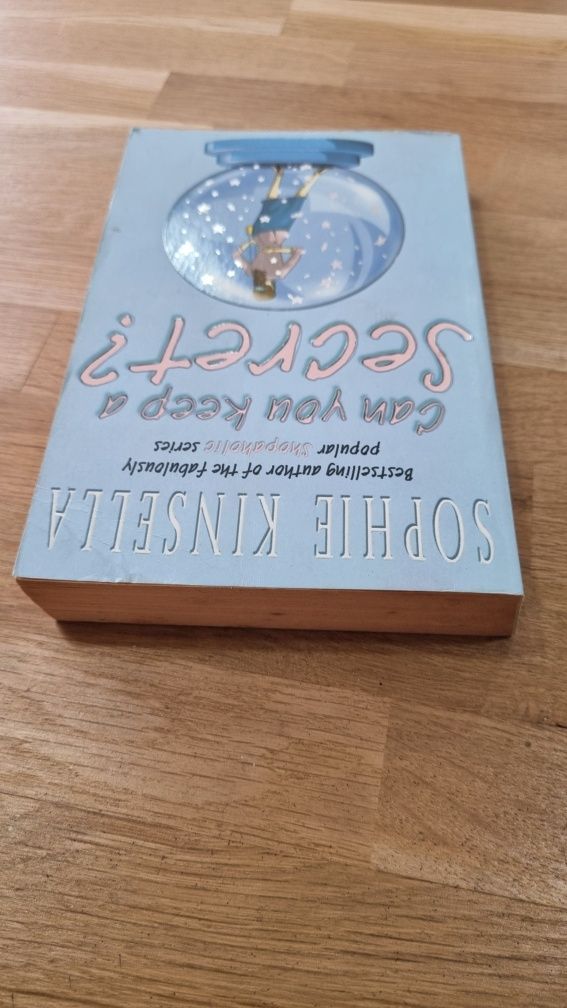 SOPHIE KINSELLA
Bestselling author of the fabulously
popular Shopaholic series
Can you keep a
Secret?